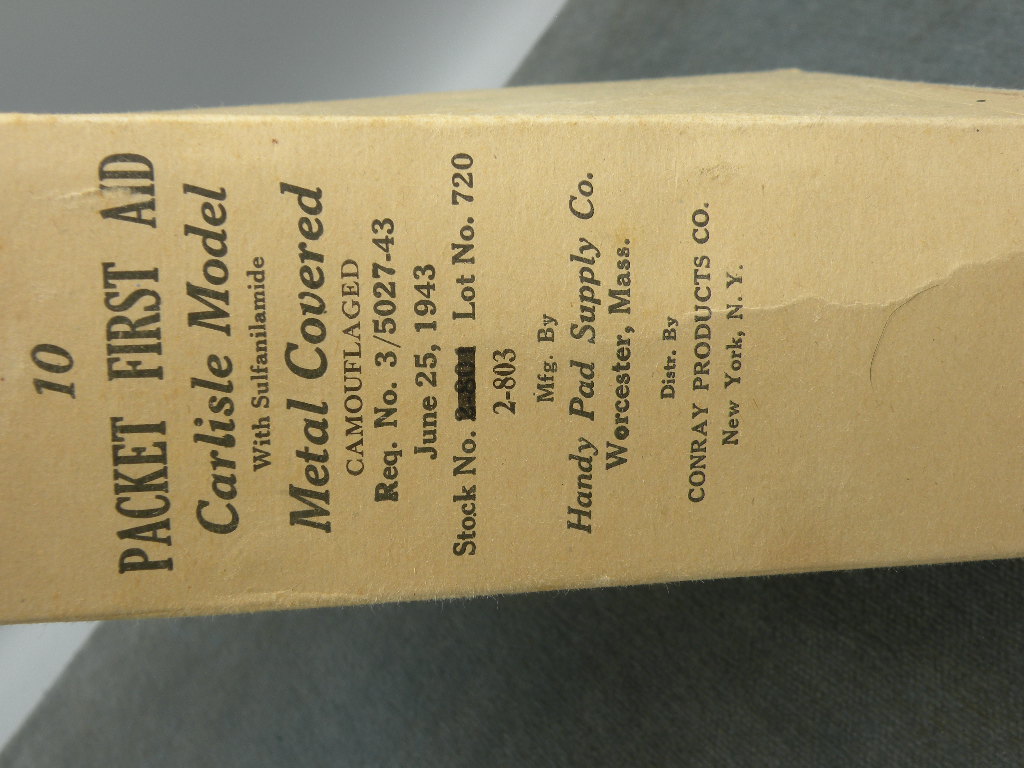 10
PACKET FIRST AID
Carlisle Model
With Sulfanilamide
Metal Covered
CAMOUFLAGED
Req. No. 3/5027-43
June 25, 1943
Stock No. Lot No. 720
2-803
Mfg. By
Handy Pad Supply Co.
Worcester, Mass.
Distr. By
CONRAY PRODUCTS CO.
New York, N. Y.